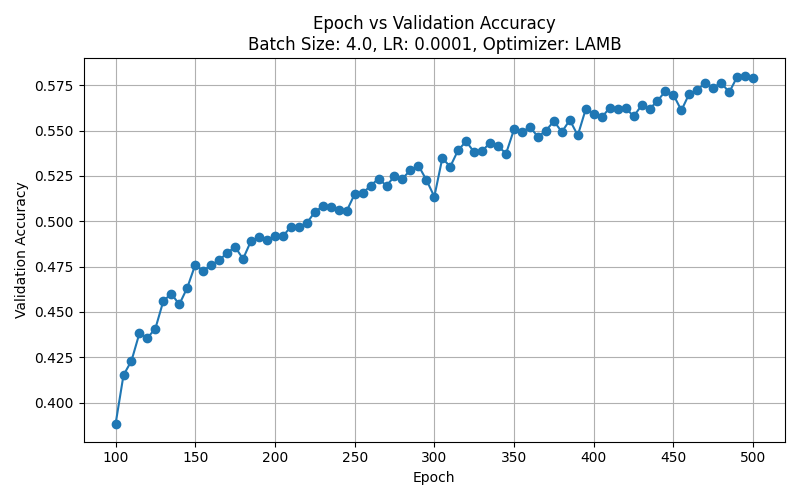 Epoch vs Validation Accuracy
Batch Size: 4.0, LR: 0.0001, Optimizer: LAMB
Validation Accuracy
0.575
0.550
0.525
0.500
0.475
0.450
0.425
0.400
100 150 200 250 300 350 400 450 500
Epoch